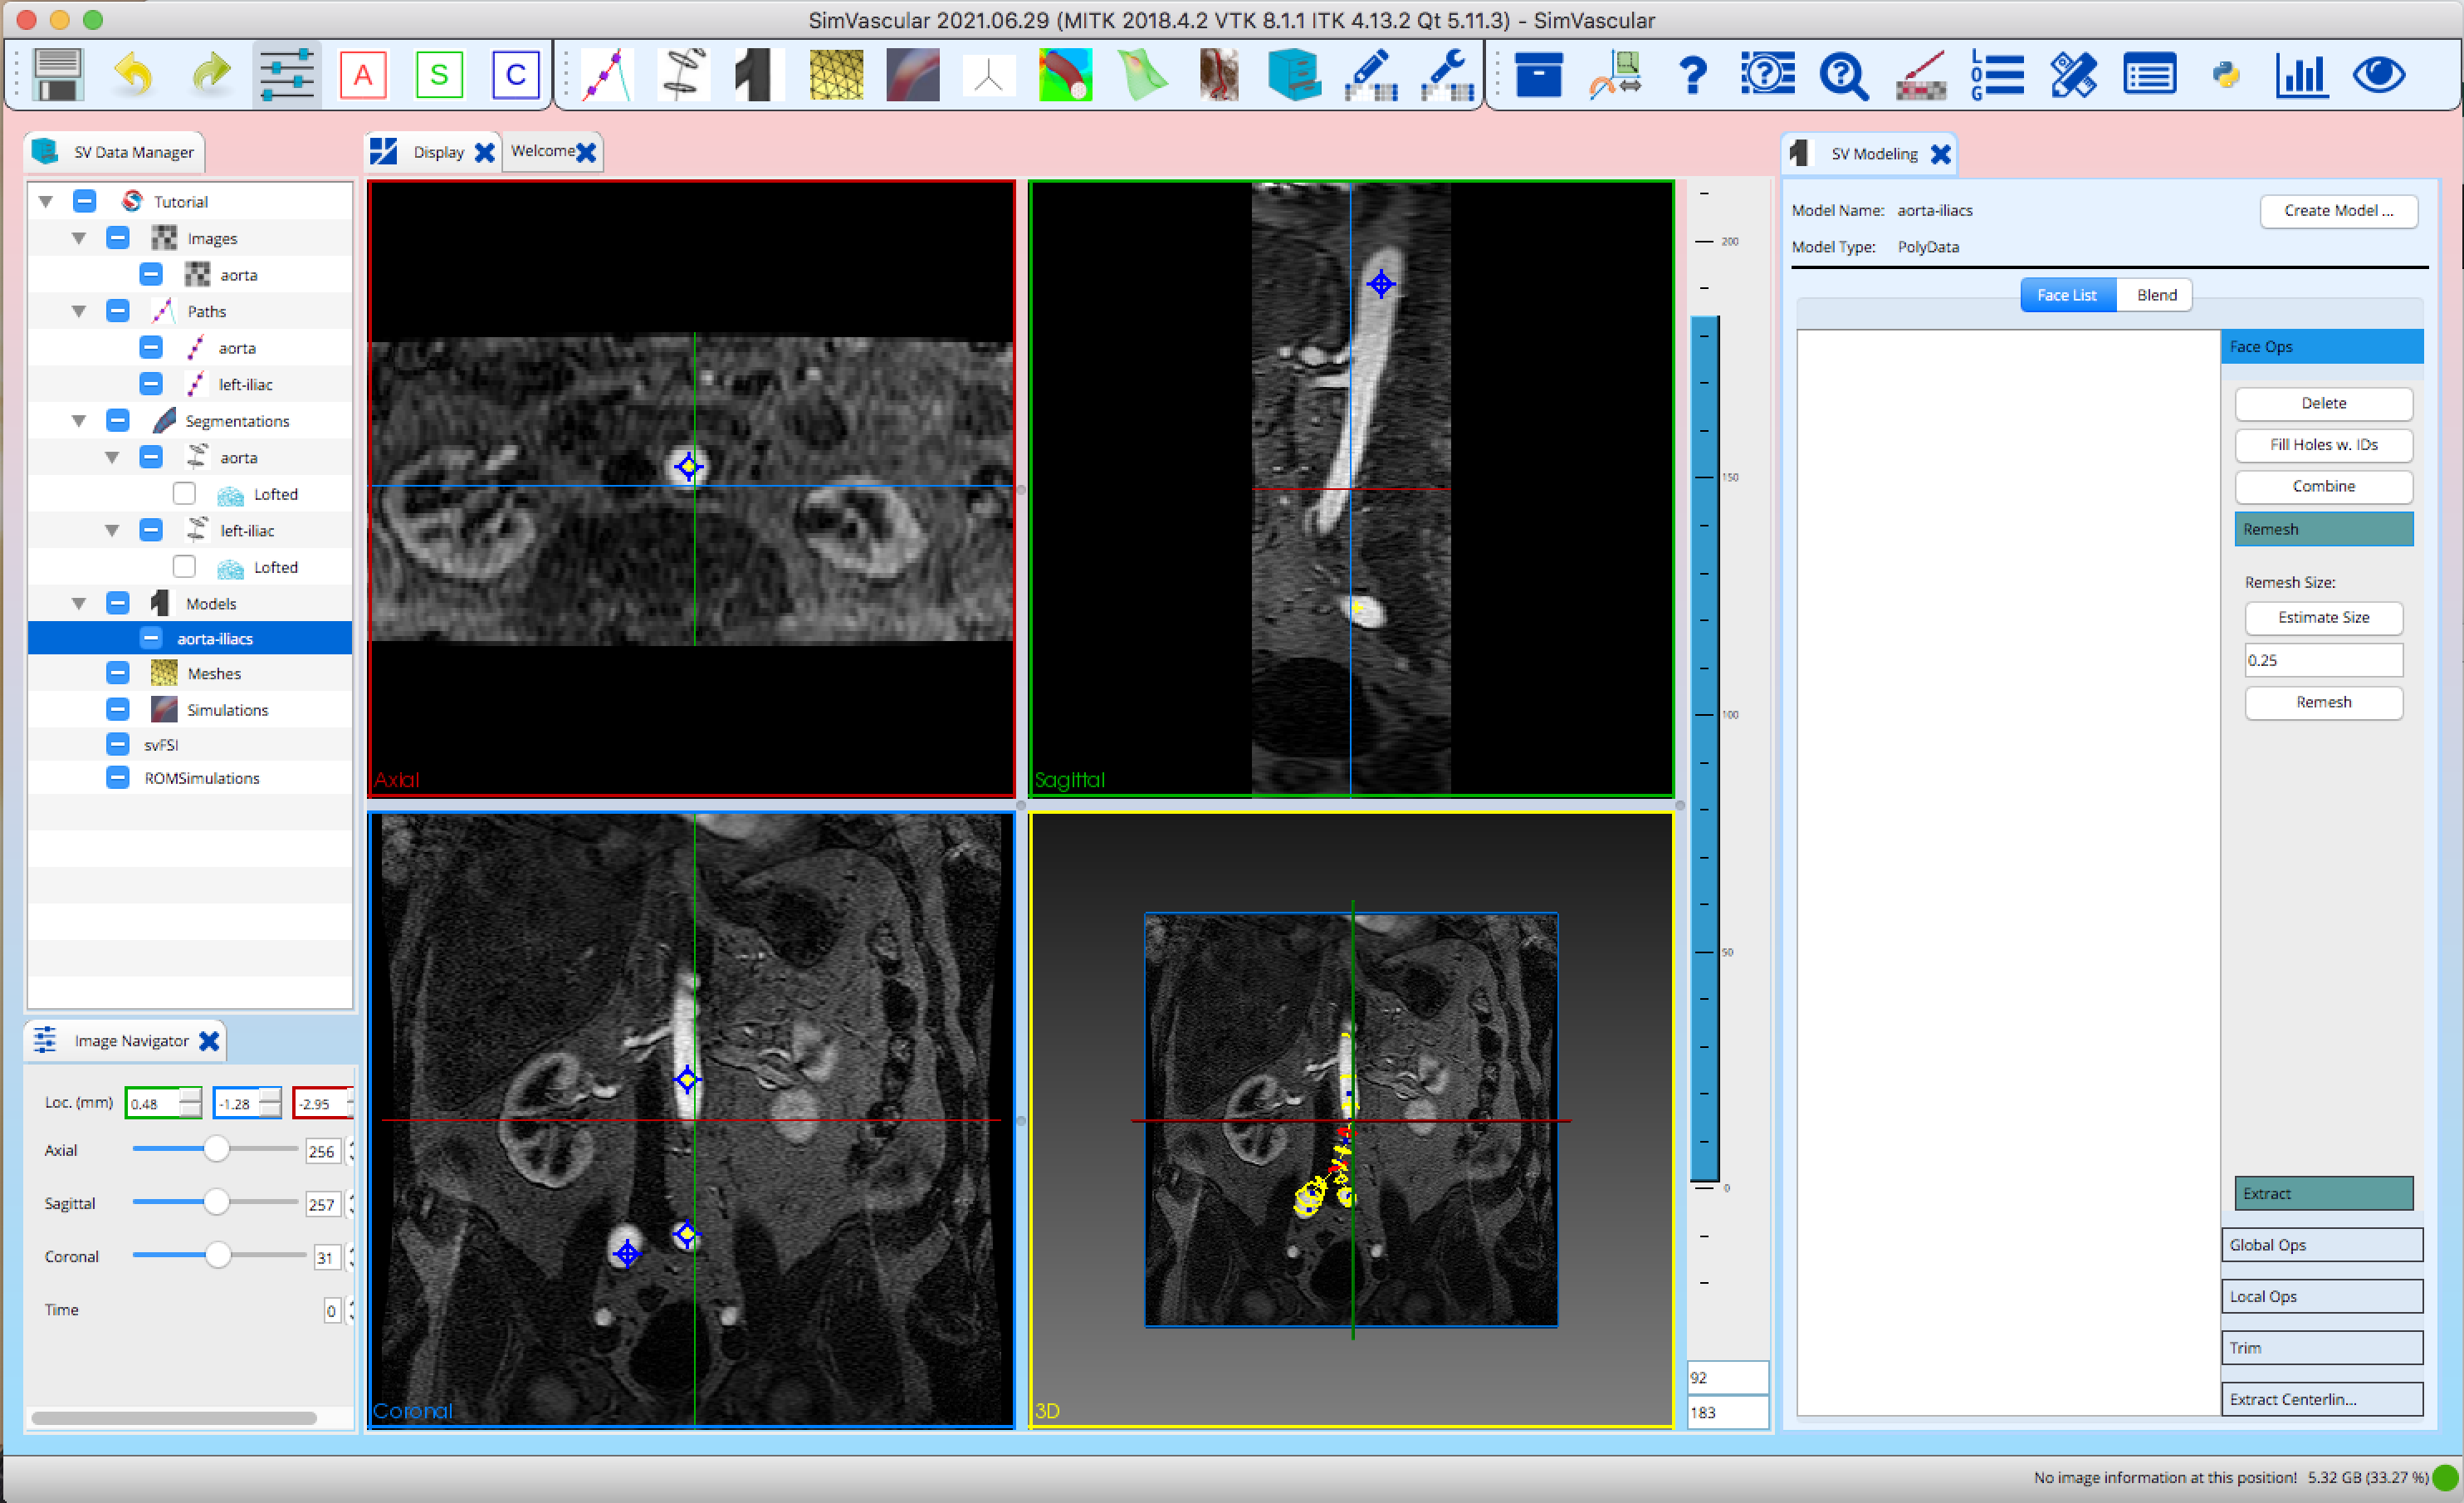 SimVascular 2021.06.29 (MITK 2018.4.2 VTK 8.1.1 ITK 4.13.2 Qt 5.11.3) - SimVascular
A
S
C
LOG
SV Data Manager
Tutorial
Images
aorta
Paths
aorta
left-iliac
Segmentations
aorta
Lofted
left-iliac
Lofted
Models
aorta-iliacs
Meshes
Simulations
svFSI
ROMSimulations
Image Navigator
Loc. (mm) 0.48 -1.28 -2.95
Axial 256
Sagittal 257
Coronal 31
Time 0
Display
Welcome
Axial
Sagittal
Coronal
3D
200
150
100
50
0
92
183
SV Modeling
Model Name: aorta-iliacs
Create Model ...
Model Type: PolyData
Face List
Blend
Face Ops
Delete
Fill Holes w. IDs
Combine
Remesh
Remesh Size:
Estimate Size
0.25
Remesh
Extract
Global Ops
Local Ops
Trim
Extract Centerlin...
No image information at this position! 5.32 GB (33.27 %)